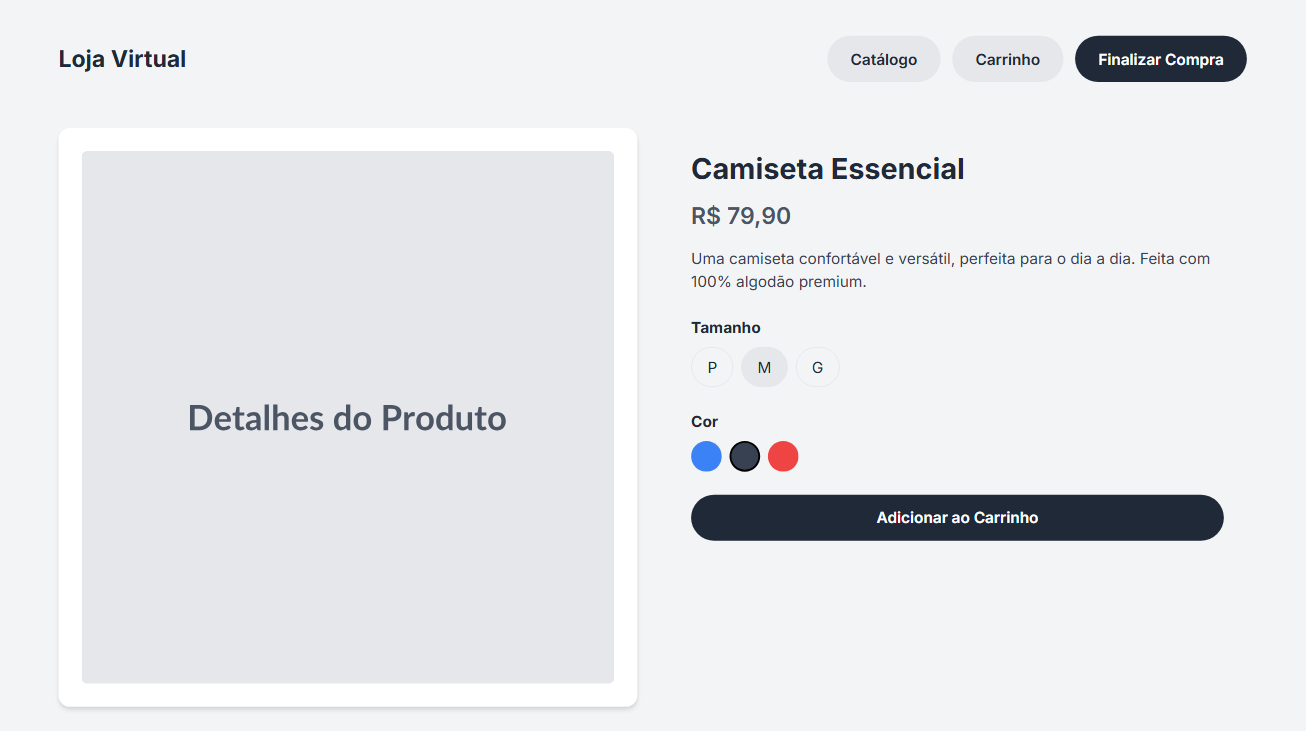 Loja Virtual
Catálogo
Carrinho
Finalizar Compra
Detalhes do Produto
Camiseta Essencial
R$ 79,90
Uma camiseta confortável e versátil, perfeita para o dia a dia. Feita com
100% algodão premium.
Tamanho
P M G
Cor
Adicionar ao Carrinho